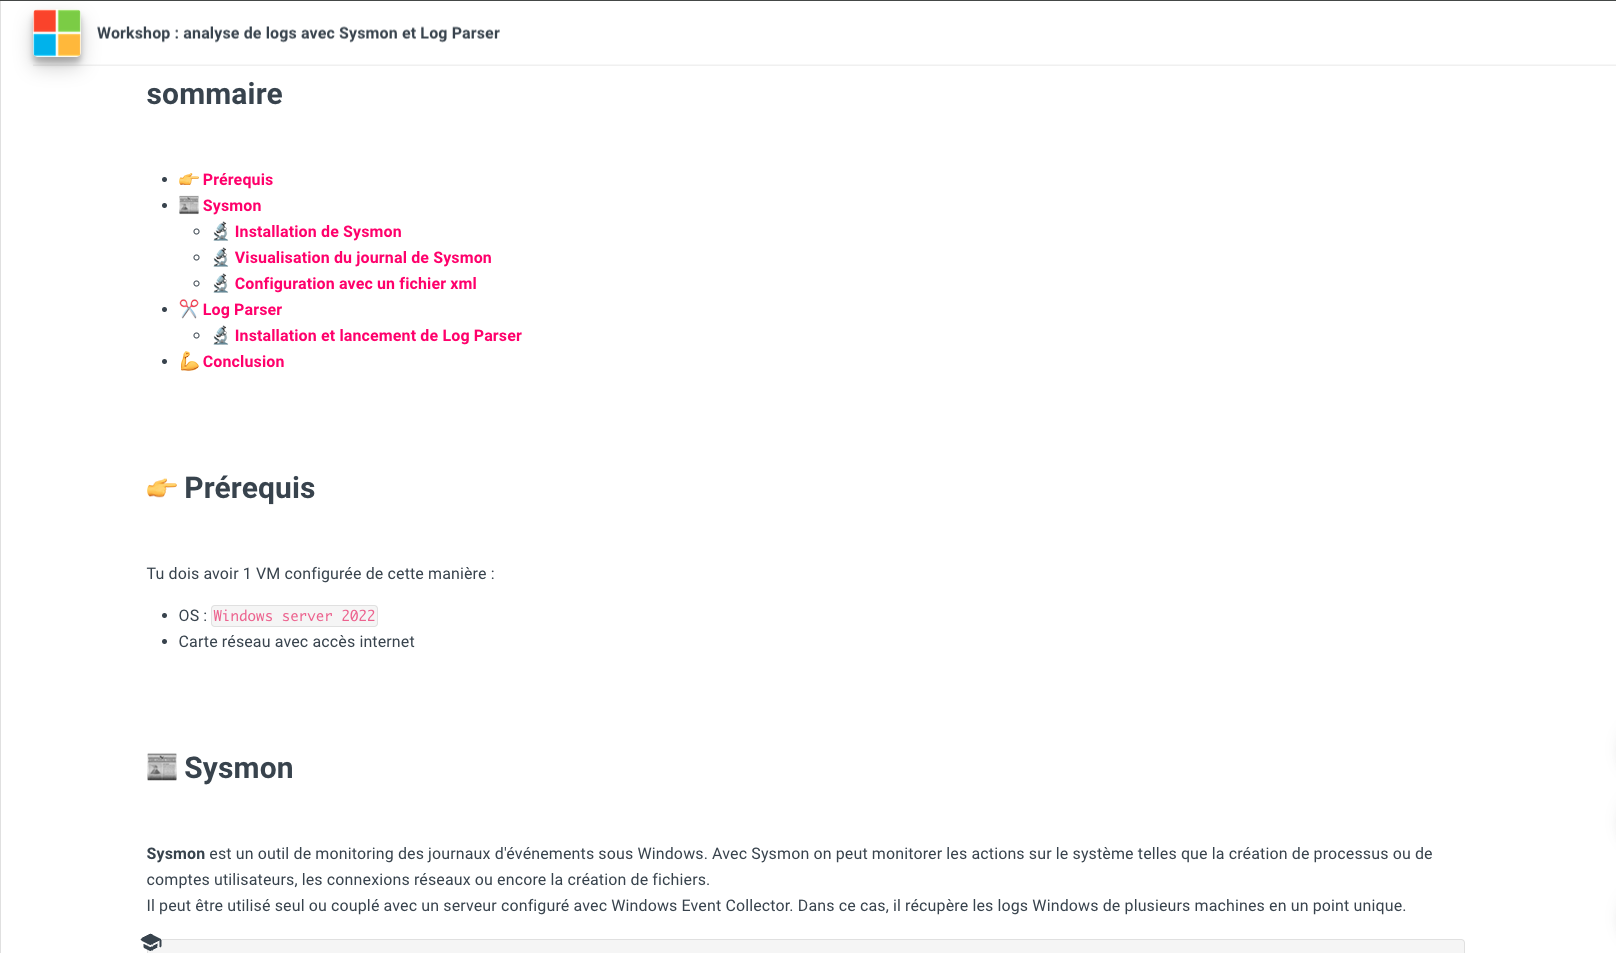 Workshop : analyse de logs avec Sysmon et Log Parser
sommaire
Prérequis
Sysmon
Installation de Sysmon
Visualisation du journal de Sysmon
Configuration avec un fichier xml
Log Parser
Installation et lancement de Log Parser
Conclusion
Prérequis
Tu dois avoir 1 VM configurée de cette manière :
OS : Windows server 2022
Carte réseau avec accès internet
Sysmon
Sysmon est un outil de monitoring des journaux d'événements sous Windows. Avec Sysmon on peut monitorer les actions sur le système telles que la création de processus ou de
comptes utilisateurs, les connexions réseaux ou encore la création de fichiers.
Il peut être utilisé seul ou couplé avec un serveur configuré avec Windows Event Collector. Dans ce cas, il récupère les logs Windows de plusieurs machines en un point unique.